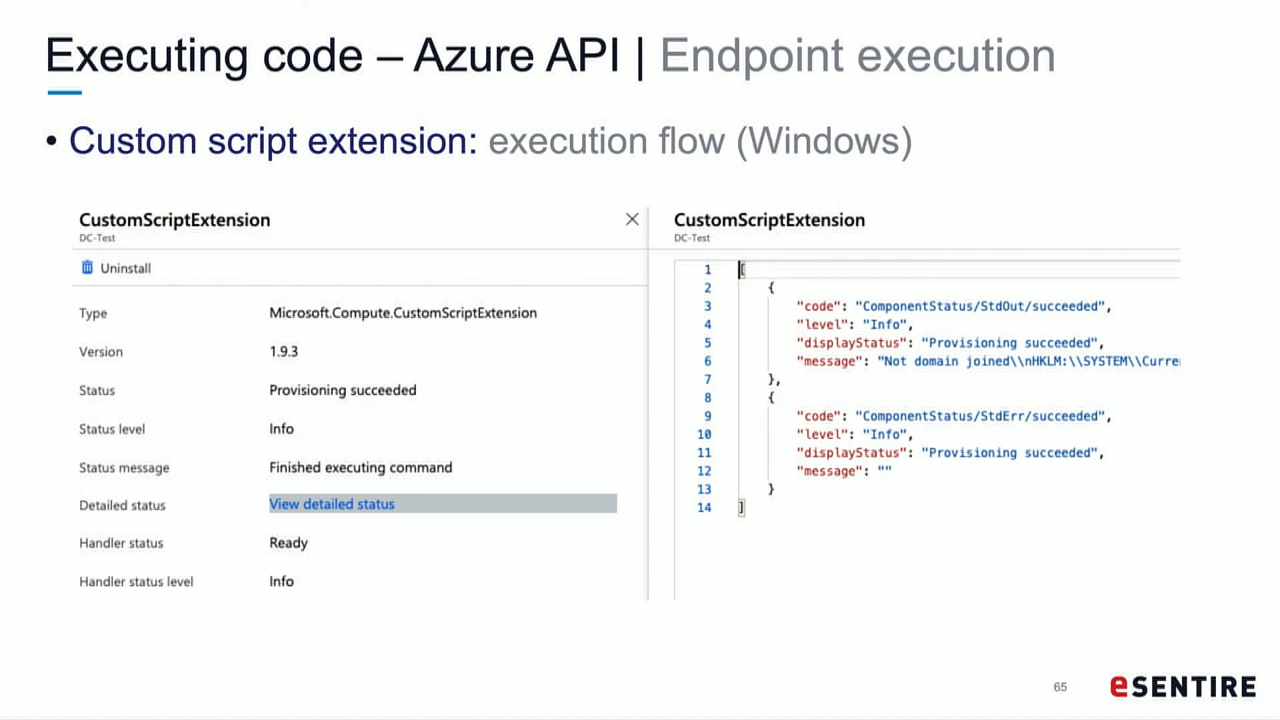 Executing code – Azure API | Endpoint execution
• Custom script extension: execution flow (Windows)
CustomScriptExtension
DC-Test
Uninstall
Type Microsoft.Compute.CustomScriptExtension
Version 1.9.3
Status Provisioning succeeded
Status level Info
Status message Finished executing command
Detailed status View detailed status
Handler status Ready
Handler status level Info
CustomScriptExtension
DC-Test
1 [
2 {
3 "code": "ComponentStatus/StdOut/succeeded",
4 "level": "Info",
5 "displayStatus": "Provisioning succeeded",
6 "message": "Not domain joined\\nHKLM:\\SYSTEM\\Curre
7 },
8 {
9 "code": "ComponentStatus/StdErr/succeeded",
10 "level": "Info",
11 "displayStatus": "Provisioning succeeded",
12 "message": ""
13 }
14 ]
65
eSENTIRE